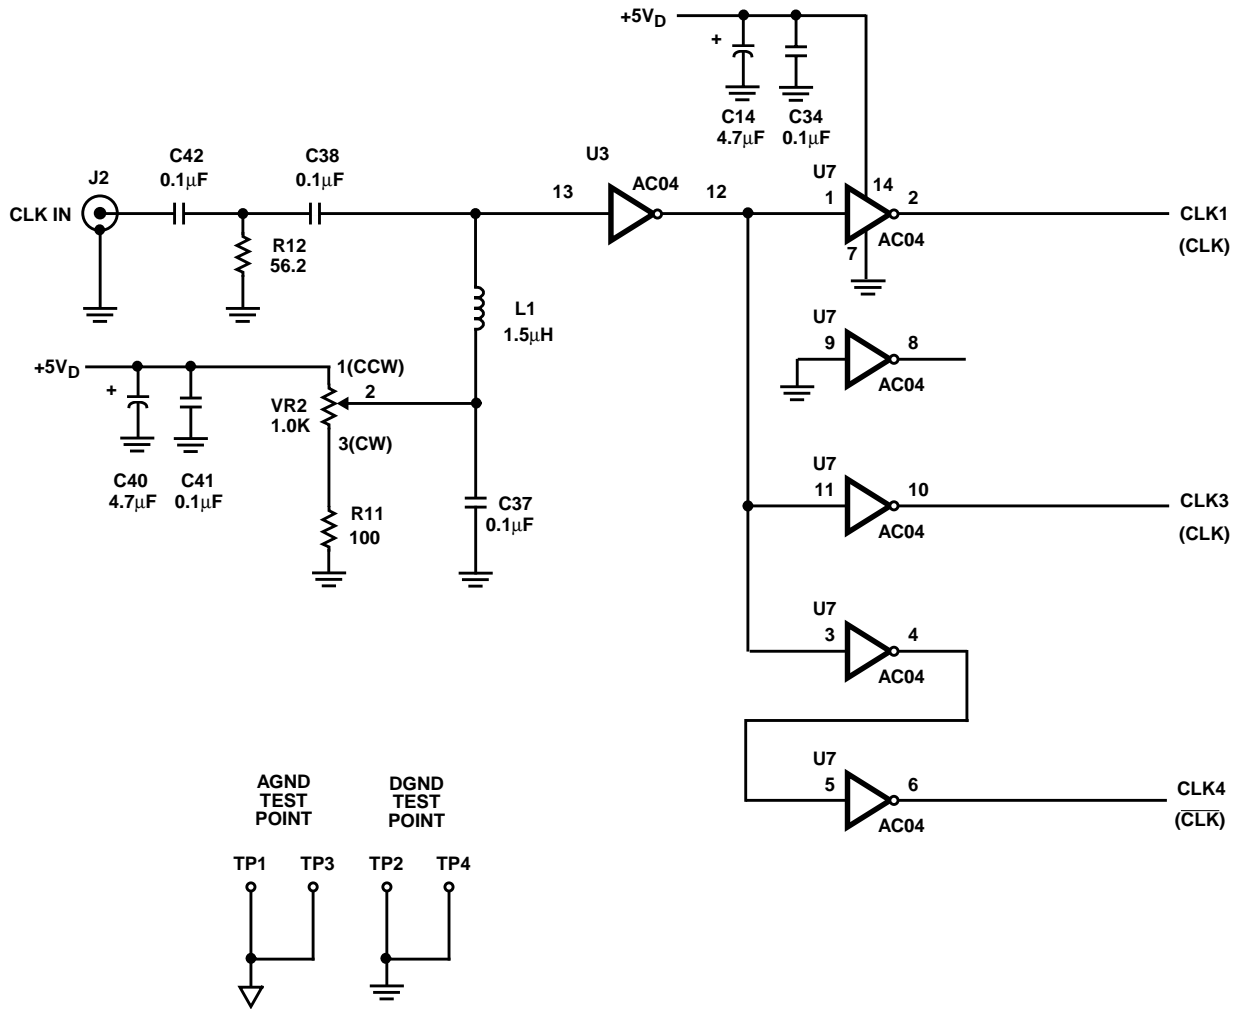 +5VD
+
C14
4.7μF
C34
0.1μF
C42
0.1μF
C38
0.1μF
U3
AC04
13
12
J2
CLK IN
R12
56.2
U7
14
1
2
AC04
7
CLK1
(CLK)
L1
1.5μH
U7
9
8
AC04
+5VD
+
1(CCW)
2
VR2
1.0K
3(CW)
C40
4.7μF
C41
0.1μF
R11
100
C37
0.1μF
U7
11
10
AC04
CLK3
(CLK)
U7
3
4
AC04
U7
5
6
AC04
CLK4
(C̅L̅K̅)
AGND
TEST
POINT
DGND
TEST
POINT
TP1
TP3
TP2
TP4